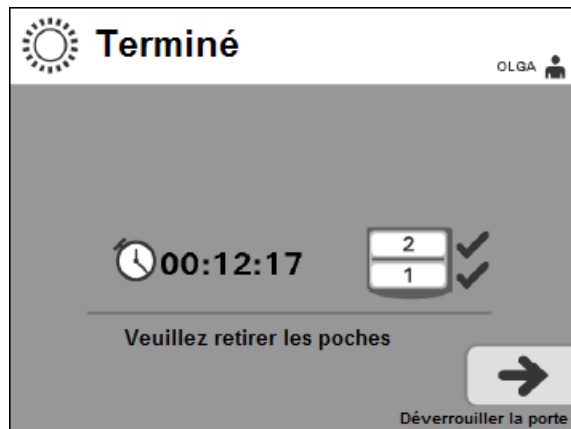 Terminé
OLGA
00:12:17
2
1
Veuillez retirer les poches
Déverrouiller la porte